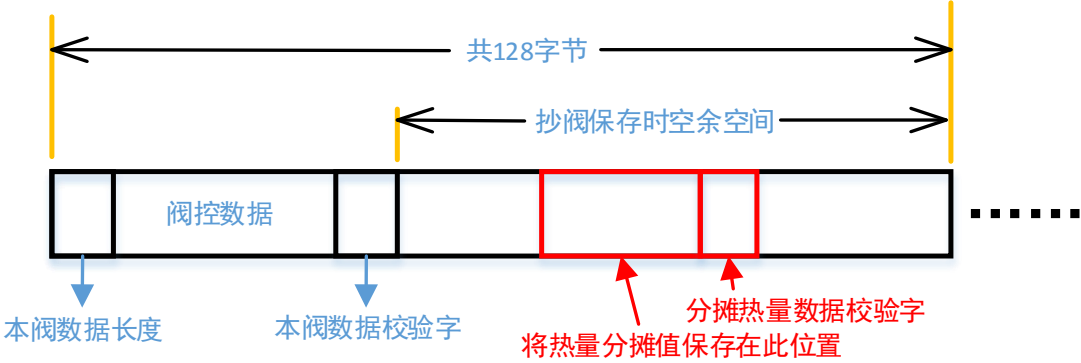 共128字节
抄阀保存时空余空间
阀控数据
本阀数据长度
本阀数据校验字
分摊热量数据校验字
将热量分摊值保存在此位置